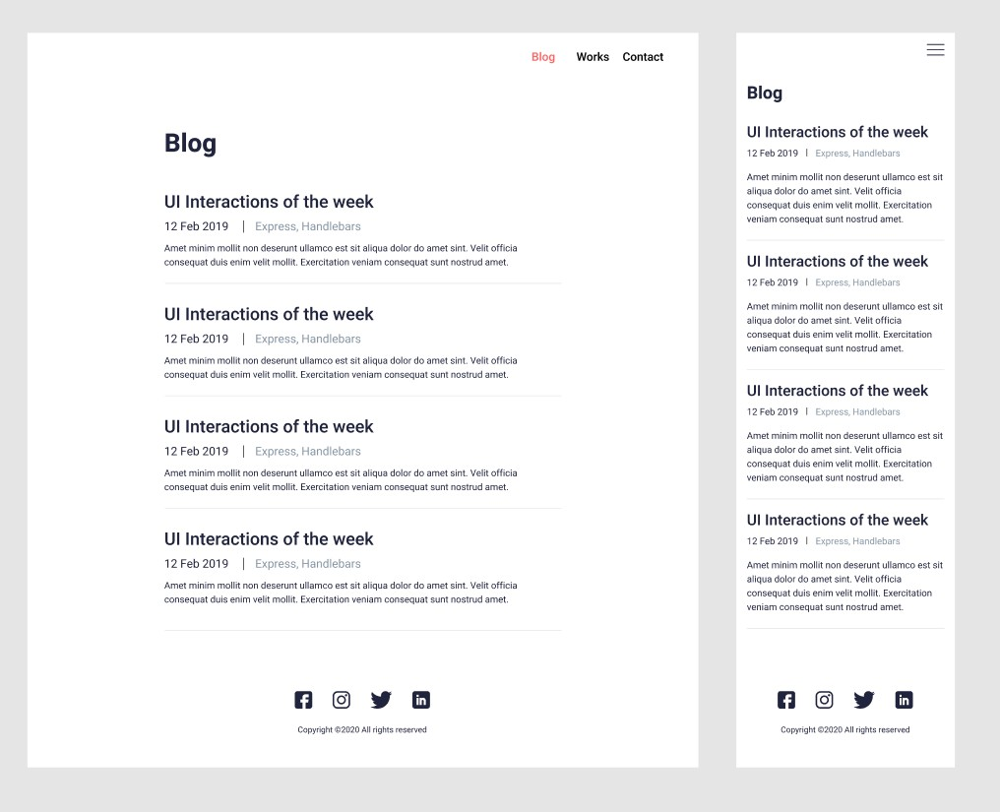 Blog Works Contact
Blog
UI Interactions of the week
12 Feb 2019 | Express, Handlebars
Amet minim mollit non deserunt ullamco est sit aliqua dolor do amet sint. Velit officia
consequat duis enim velit mollit. Exercitation veniam consequat sunt nostrud amet.
UI Interactions of the week
12 Feb 2019 | Express, Handlebars
Amet minim mollit non deserunt ullamco est sit aliqua dolor do amet sint. Velit officia
consequat duis enim velit mollit. Exercitation veniam consequat sunt nostrud amet.
UI Interactions of the week
12 Feb 2019 | Express, Handlebars
Amet minim mollit non deserunt ullamco est sit aliqua dolor do amet sint. Velit officia
consequat duis enim velit mollit. Exercitation veniam consequat sunt nostrud amet.
UI Interactions of the week
12 Feb 2019 | Express, Handlebars
Amet minim mollit non deserunt ullamco est sit aliqua dolor do amet sint. Velit officia
consequat duis enim velit mollit. Exercitation veniam consequat sunt nostrud amet.
Copyright ©2020 All rights reserved
Blog
UI Interactions of the week
12 Feb 2019 | Express, Handlebars
Amet minim mollit non deserunt ullamco est sit
aliqua dolor do amet sint. Velit officia
consequat duis enim velit mollit. Exercitation
veniam consequat sunt nostrud amet.
UI Interactions of the week
12 Feb 2019 | Express, Handlebars
Amet minim mollit non deserunt ullamco est sit
aliqua dolor do amet sint. Velit officia
consequat duis enim velit mollit. Exercitation
veniam consequat sunt nostrud amet.
UI Interactions of the week
12 Feb 2019 | Express, Handlebars
Amet minim mollit non deserunt ullamco est sit
aliqua dolor do amet sint. Velit officia
consequat duis enim velit mollit. Exercitation
veniam consequat sunt nostrud amet.
UI Interactions of the week
12 Feb 2019 | Express, Handlebars
Amet minim mollit non deserunt ullamco est sit
aliqua dolor do amet sint. Velit officia
consequat duis enim velit mollit. Exercitation
veniam consequat sunt nostrud amet.
Copyright ©2020 All rights reserved